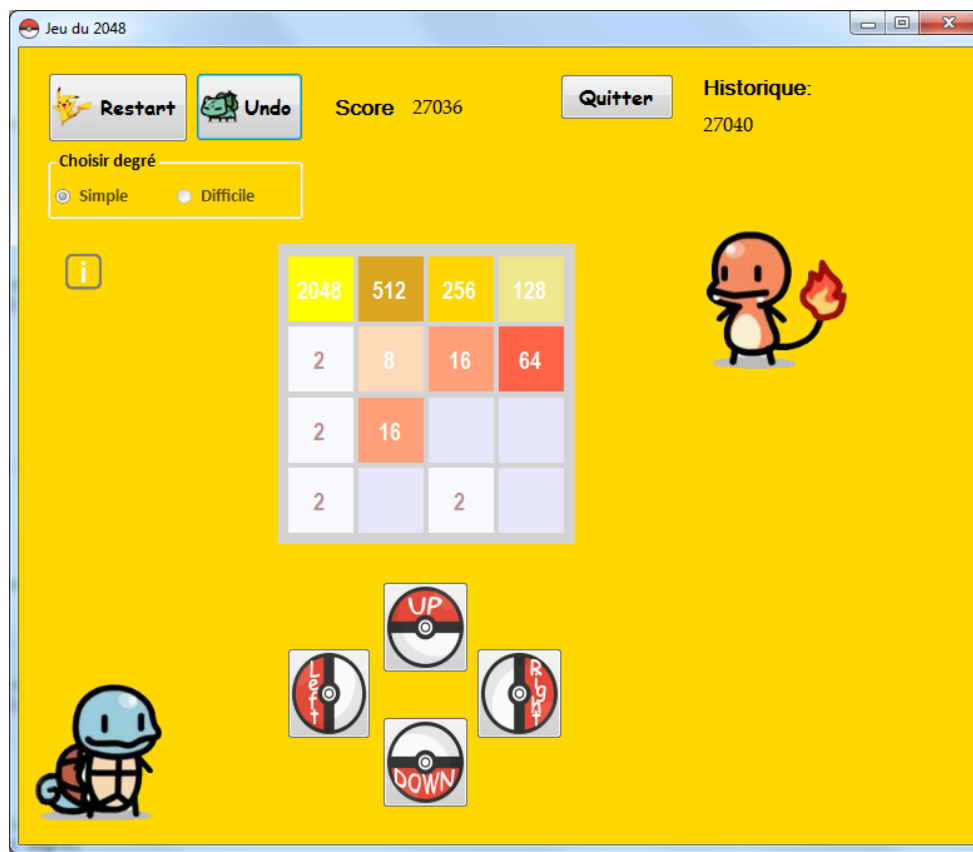 Jeu du 2048
Restart
Undo
Score 27036
Quitter
Historique:
27040
Choisir degré
Simple
Difficile
i
2048 512 256 128
2 8 16 64
2 16
2 2
UP
Left
Right
DOWN